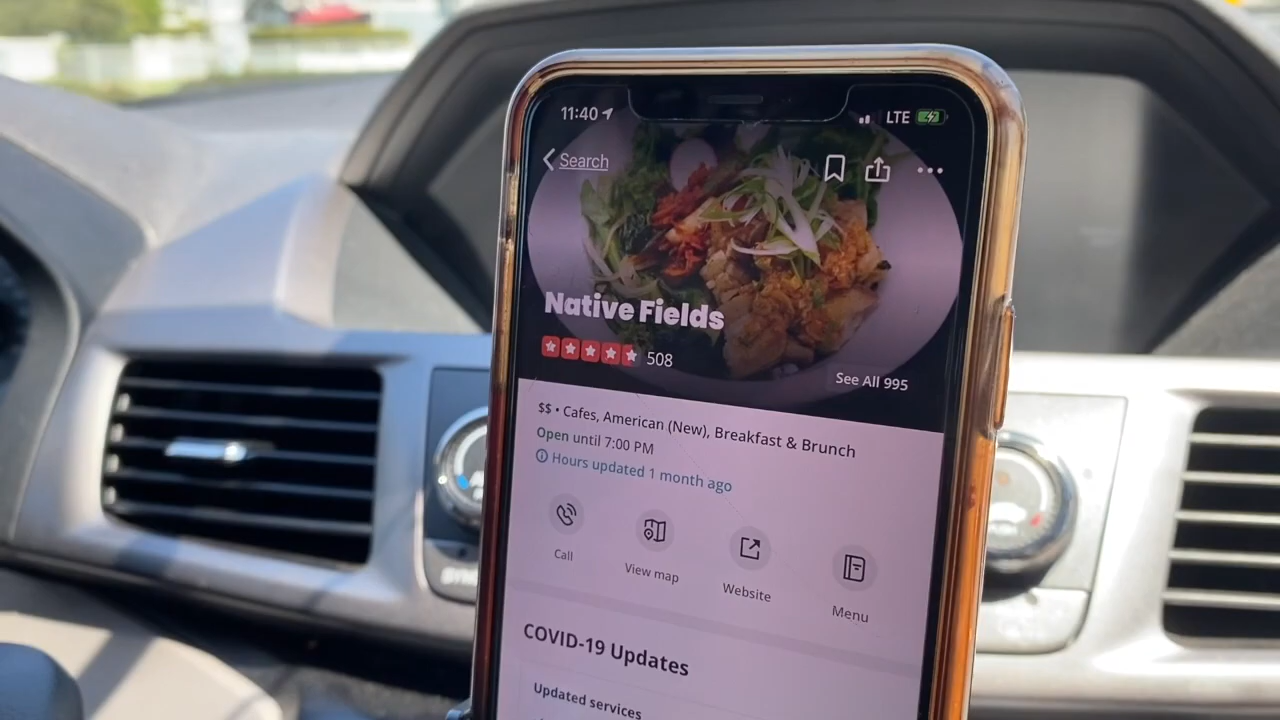 11:40 LTE
Search
Native Fields
508
See All 995
$$ • Cafes, American (New), Breakfast & Brunch
Open until 7:00 PM
Hours updated 1 month ago
Call
View map
Website
Menu
COVID-19 Updates
Updated services